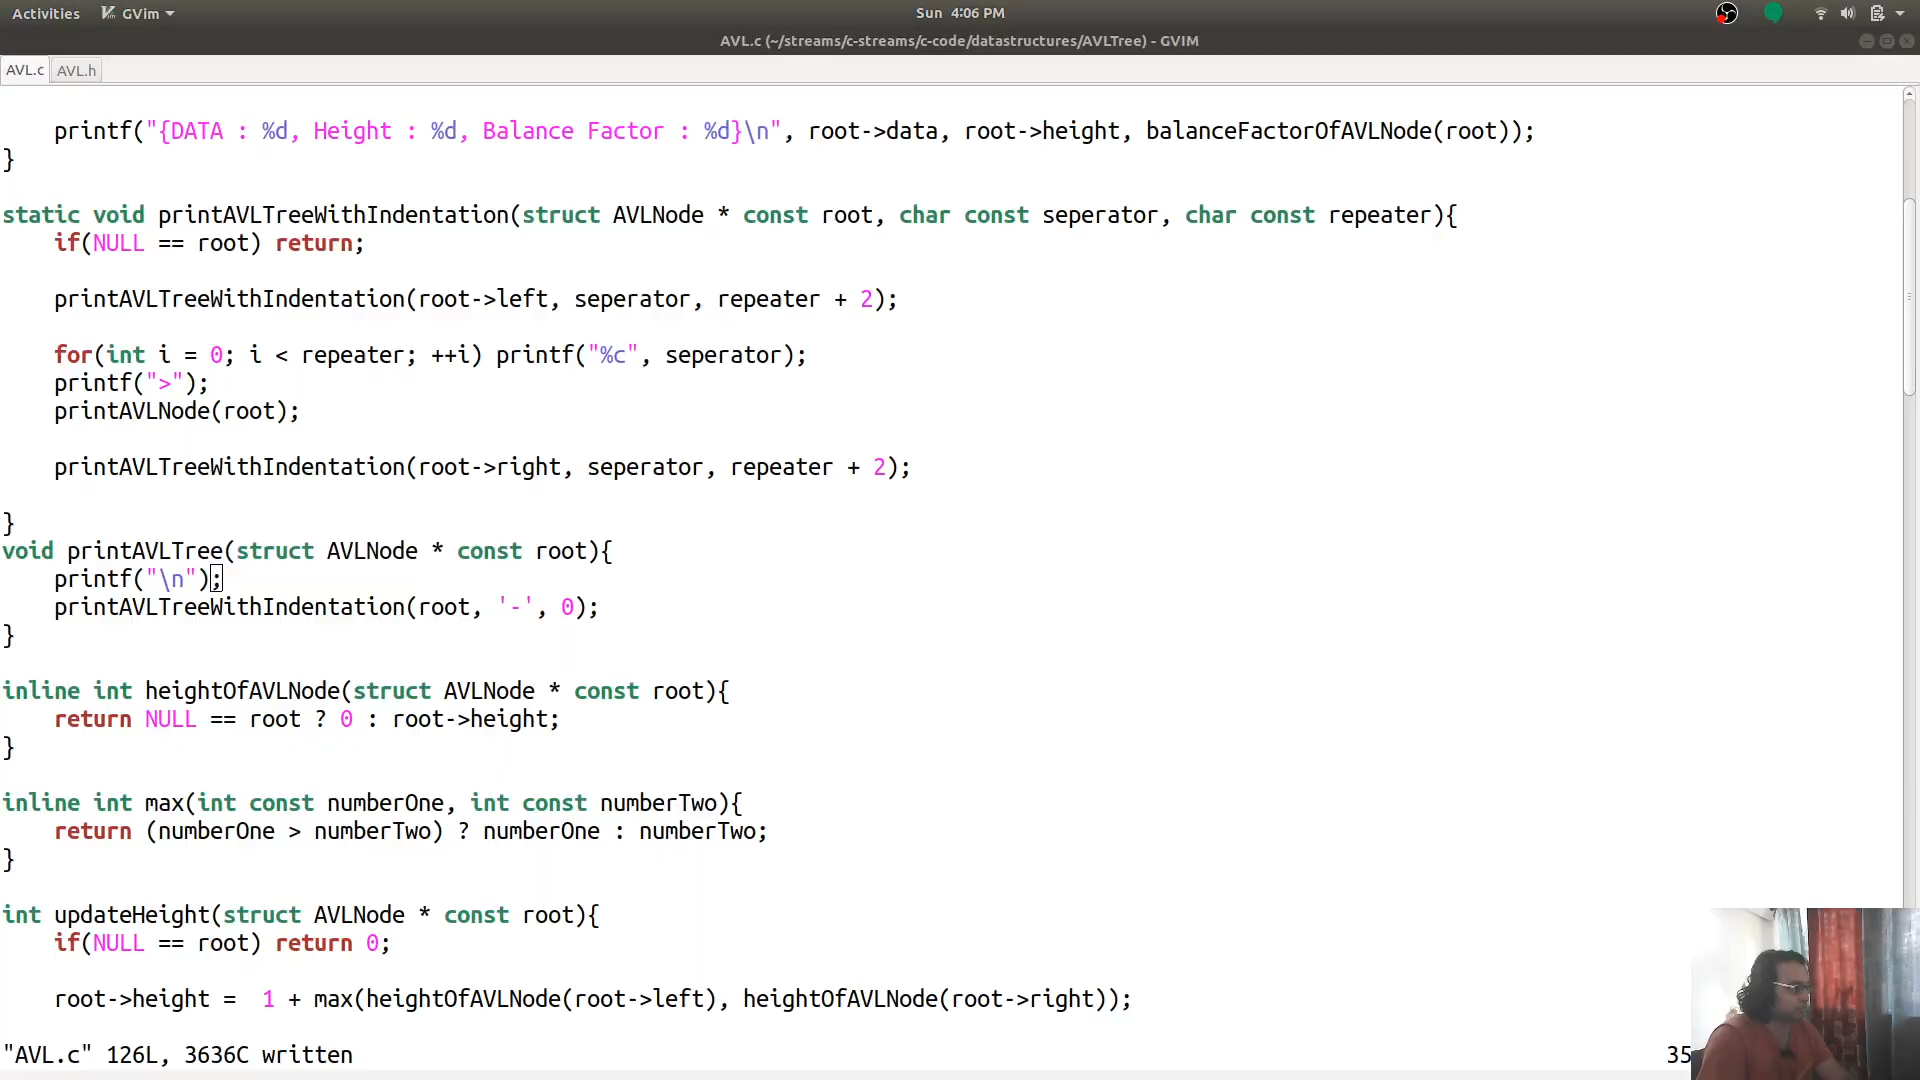 Activities GVim Sun 4:06 PM
AVL.c (~/streams/c-streams/c-code/datastructures/AVLTree) - GVIM
AVL.c AVL.h
    printf("{DATA : %d, Height : %d, Balance Factor : %d}\n", root->data, root->height, balanceFactorOfAVLNode(root));
}
static void printAVLTreeWithIndentation(struct AVLNode * const root, char const seperator, char const repeater){
    if(NULL == root) return;
    printAVLTreeWithIndentation(root->left, seperator, repeater + 2);
    for(int i = 0; i < repeater; ++i) printf("%c", seperator);
    printf(">");
    printAVLNode(root);
    printAVLTreeWithIndentation(root->right, seperator, repeater + 2);
}
void printAVLTree(struct AVLNode * const root){
    printf("\n");
    printAVLTreeWithIndentation(root, '-', 0);
}
inline int heightOfAVLNode(struct AVLNode * const root){
    return NULL == root ? 0 : root->height;
}
inline int max(int const numberOne, int const numberTwo){
    return (numberOne > numberTwo) ? numberOne : numberTwo;
}
int updateHeight(struct AVLNode * const root){
    if(NULL == root) return 0;
    root->height =  1 + max(heightOfAVLNode(root->left), heightOfAVLNode(root->right));
"AVL.c" 126L, 3636C written 35